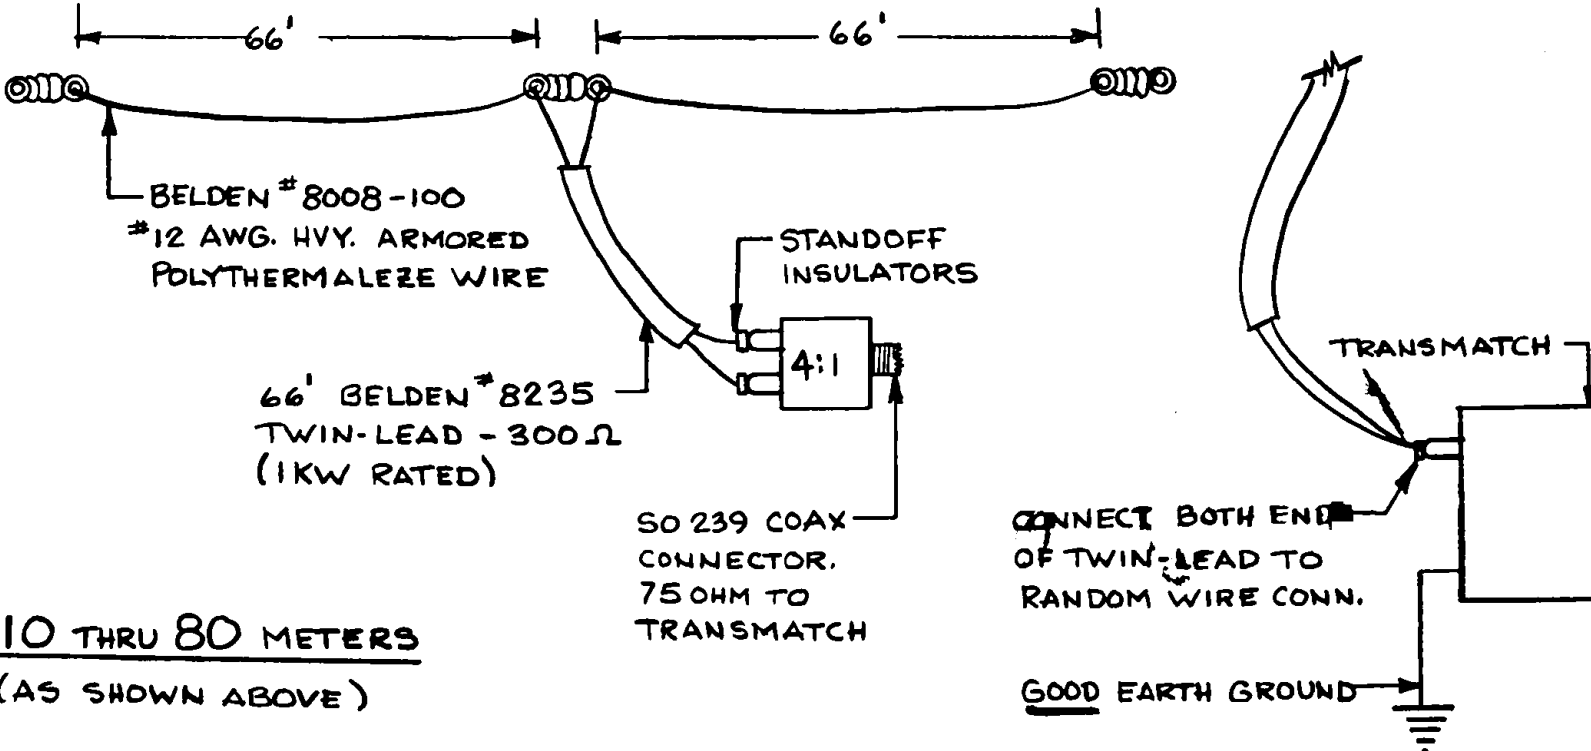 66' 66'
BELDEN #8008-100
#12 AWG. HVY. ARMORED
POLYTHERMALEZE WIRE
STANDOFF
INSULATORS
4:1
66' BELDEN #8235
TWIN-LEAD - 300Ω
(1KW RATED)
SO 239 COAX
CONNECTOR.
75 OHM TO
TRANSMATCH
10 THRU 80 METERS
(AS SHOWN ABOVE)
TRANSMATCH
CONNECT BOTH END
OF TWIN-LEAD TO
RANDOM WIRE CONN.
GOOD EARTH GROUND